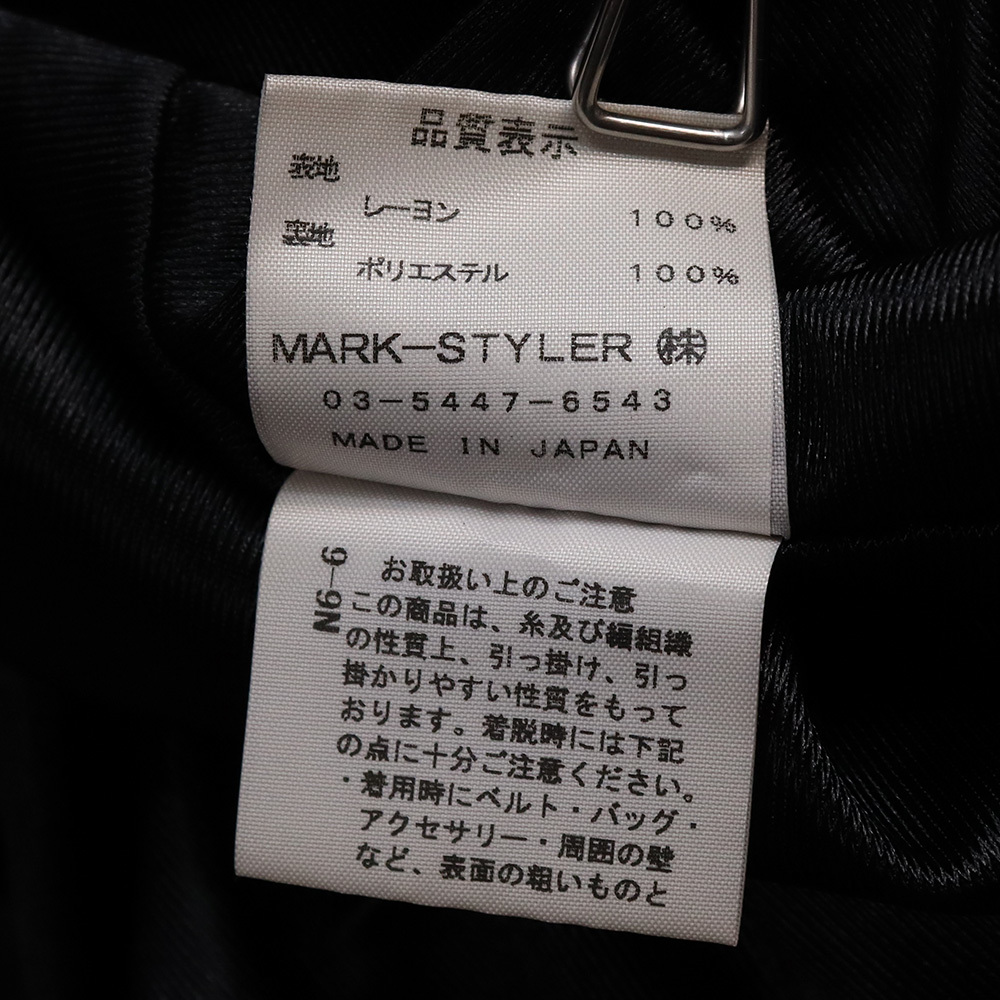 品質表示
表地
レーヨン 100%
裏地
ポリエステル 100%
MARK-STYLER ㈱
03-5447-6543
MADE IN JAPAN
N9-6
お取扱い上のご注意
この商品は、糸及び編組織
の性質上、引っ掛け、引っ
掛かりやすい性質をもって
おります。着脱時には下記
の点に十分ご注意ください。
・着用時にベルト・バッグ・
アクセサリー・周囲の壁
など、表面の粗いものと